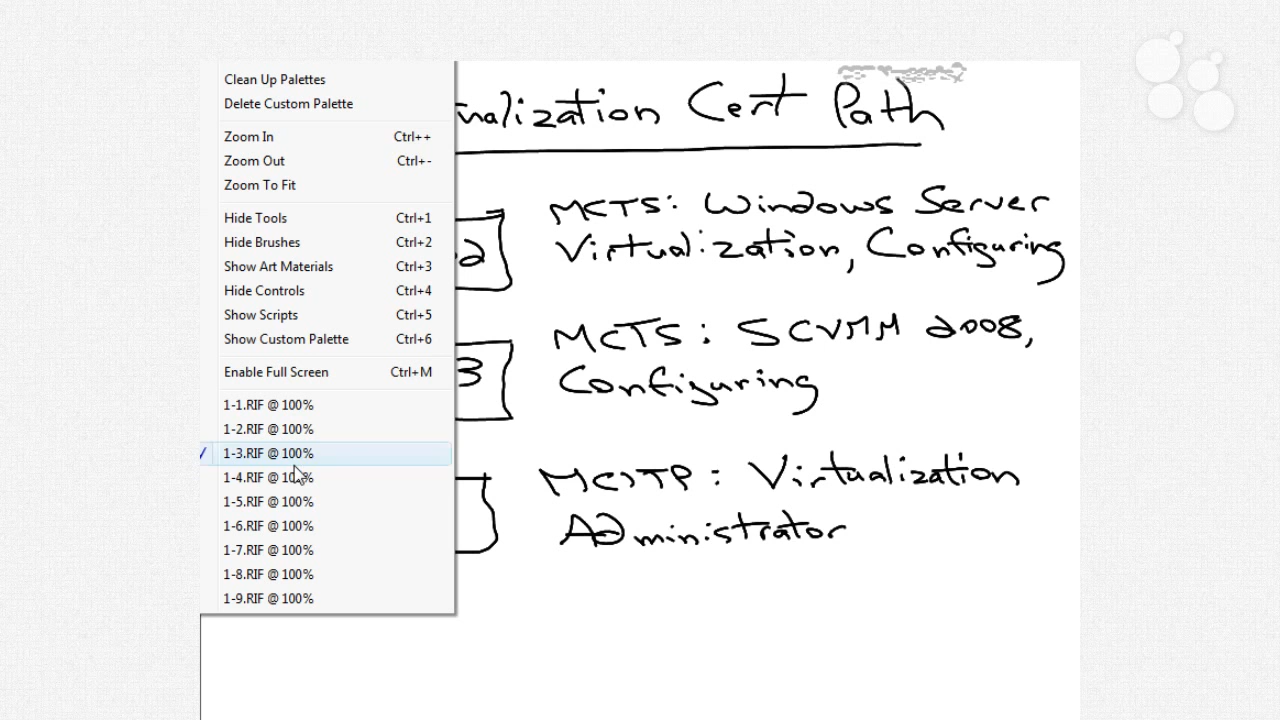 Clean Up Palettes
Delete Custom Palette
Zoom In Ctrl++
Zoom Out Ctrl+-
Zoom To Fit
Hide Tools Ctrl+1
Hide Brushes Ctrl+2
Show Art Materials Ctrl+3
Hide Controls Ctrl+4
Show Scripts Ctrl+5
Show Custom Palette Ctrl+6
Enable Full Screen Ctrl+M
1-1.RIF @ 100%
1-2.RIF @ 100%
1-3.RIF @ 100%
1-4.RIF @ 100%
1-5.RIF @ 100%
1-6.RIF @ 100%
1-7.RIF @ 100%
1-8.RIF @ 100%
1-9.RIF @ 100%
ualization Cert Path
2
MCTS: Windows Server
Virtualization, Configuring
3
MCTS: SCVMM 2008,
Configuring
MCITP: Virtualization
Administrator